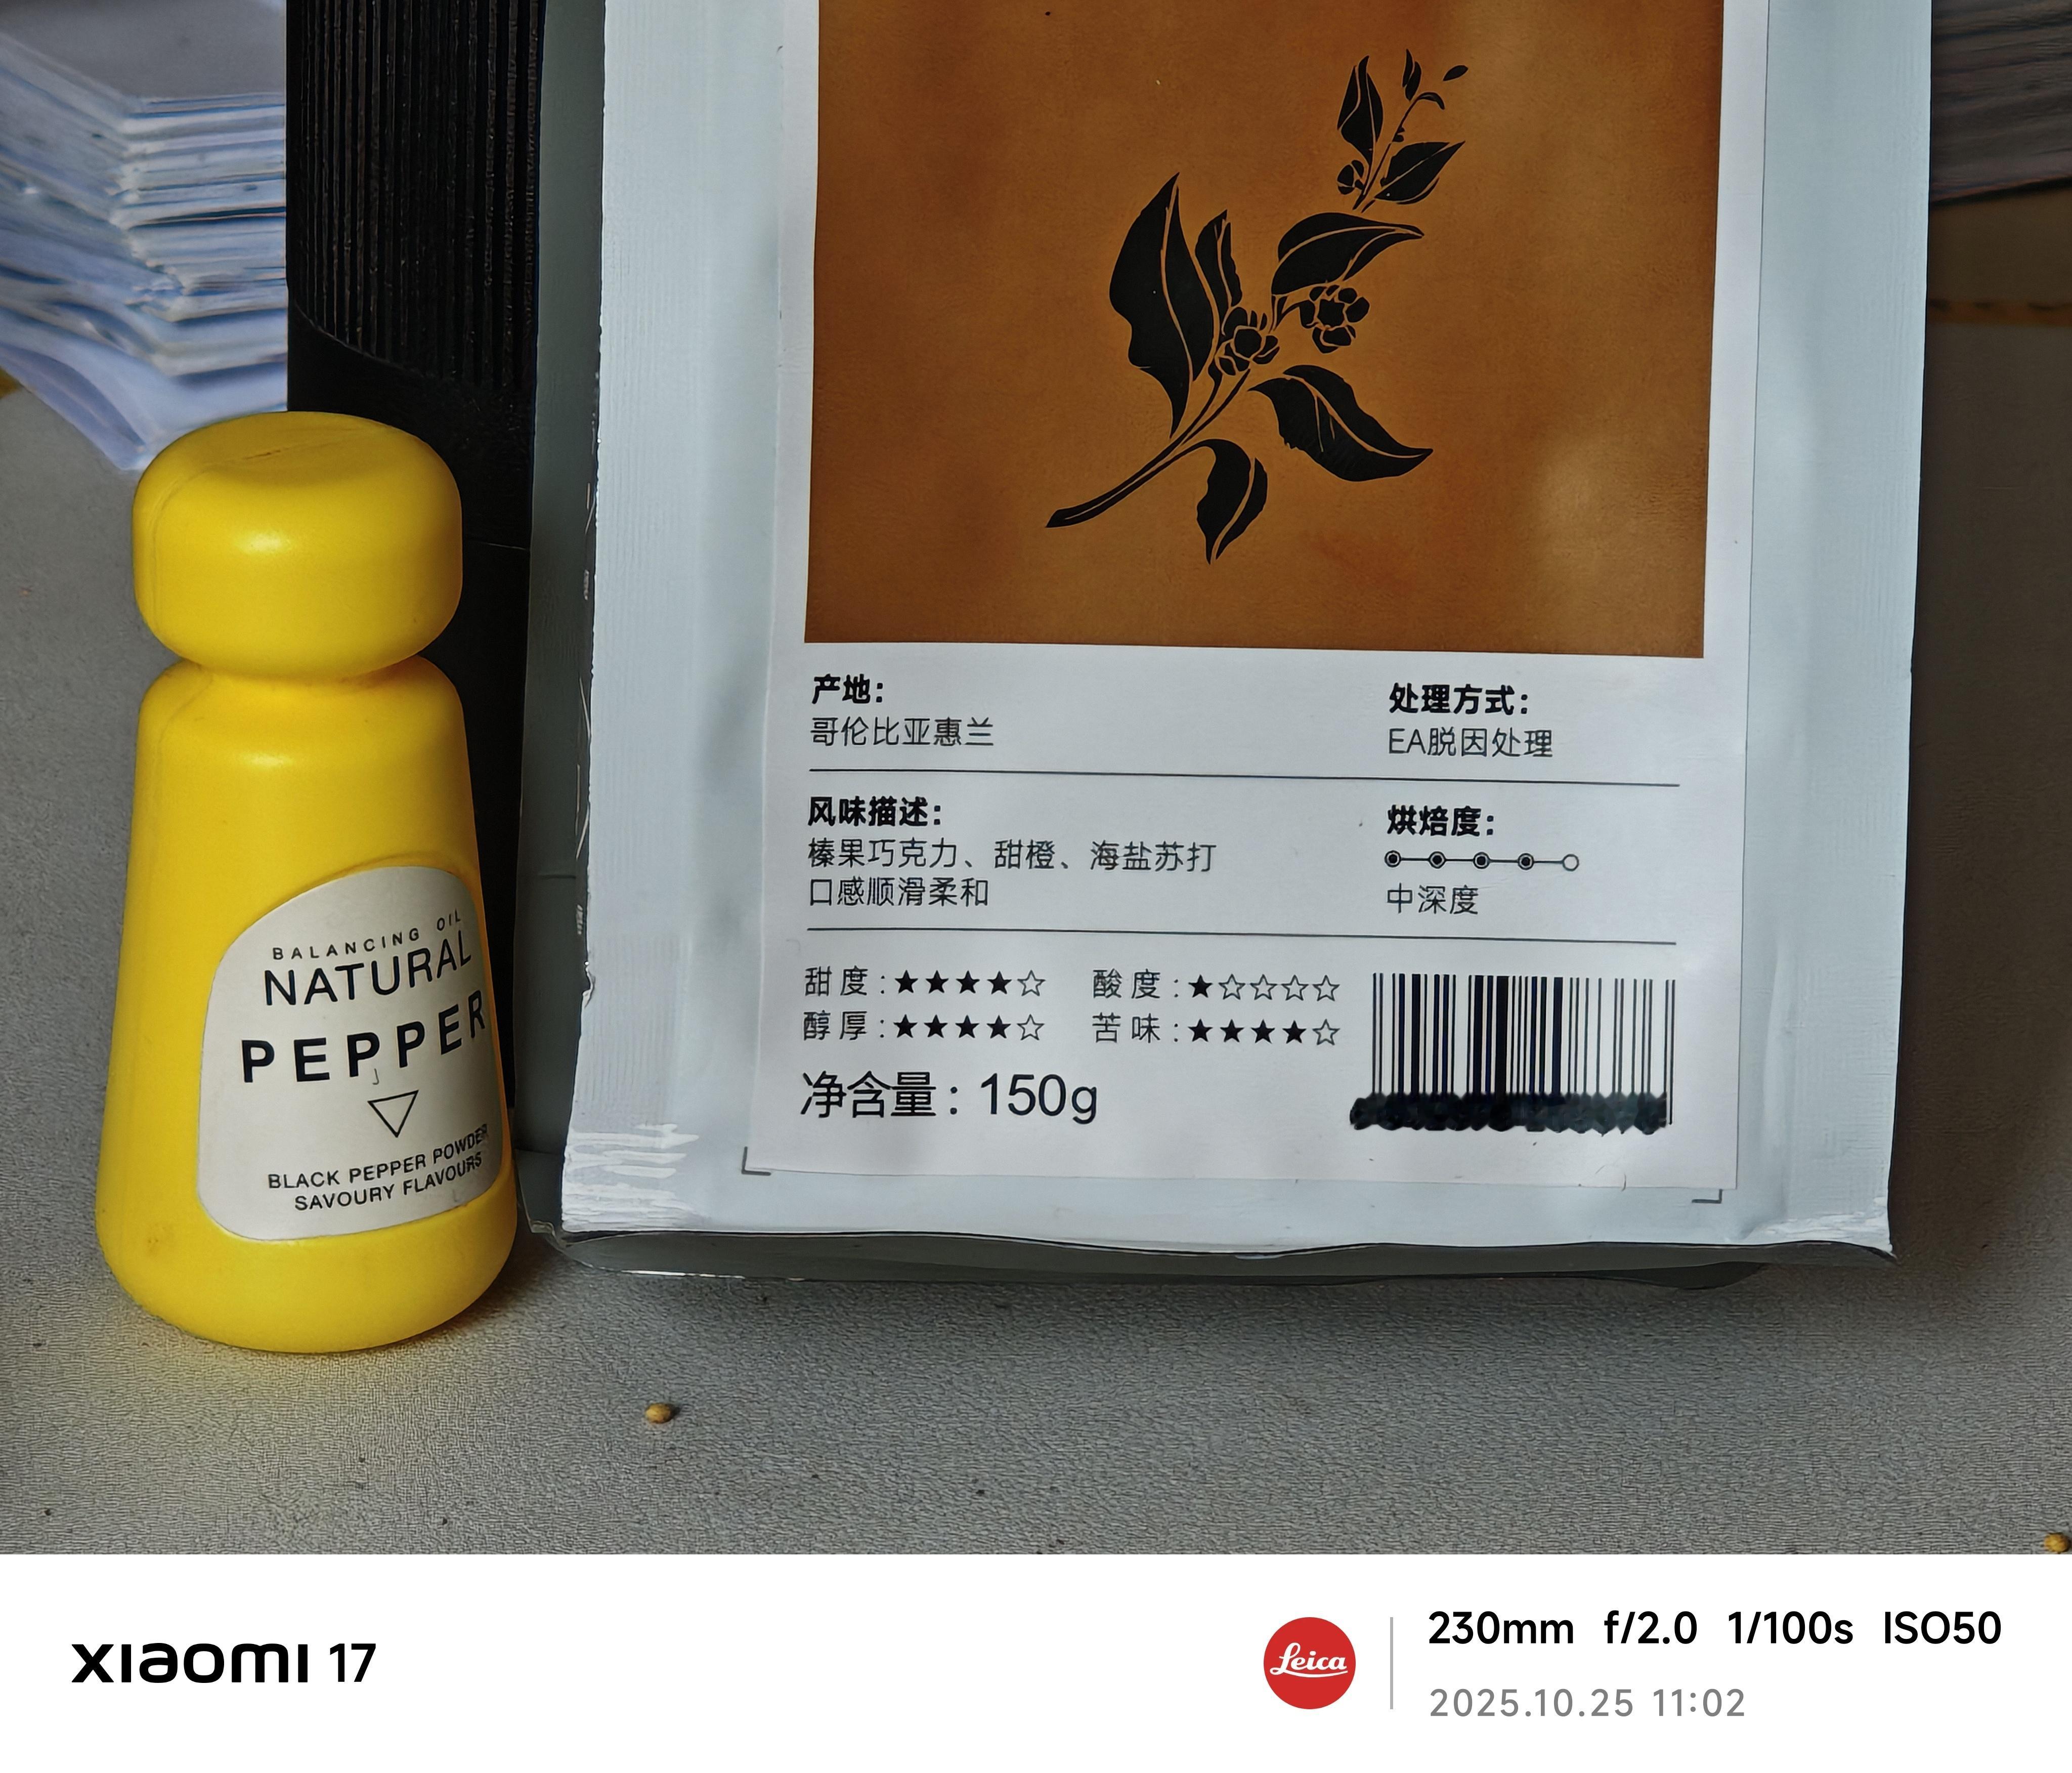 BALANCING OIL
NATURAL
PEPPER
BLACK PEPPER POWDER
SAVOURY FLAVOURS
产地:
哥伦比亚惠兰
处理方式:
EA脱因处理
风味描述:
榛果巧克力、甜橙、海盐苏打
口感顺滑柔和
烘焙度:
中深度
甜度:★★★★☆ 酸度:★☆☆☆☆
醇厚:★★★★☆ 苦味:★★★★☆
净含量:150g
xiaomi 17
Leica
230mm f/2.0 1/100s ISO50
2025.10.25 11:02